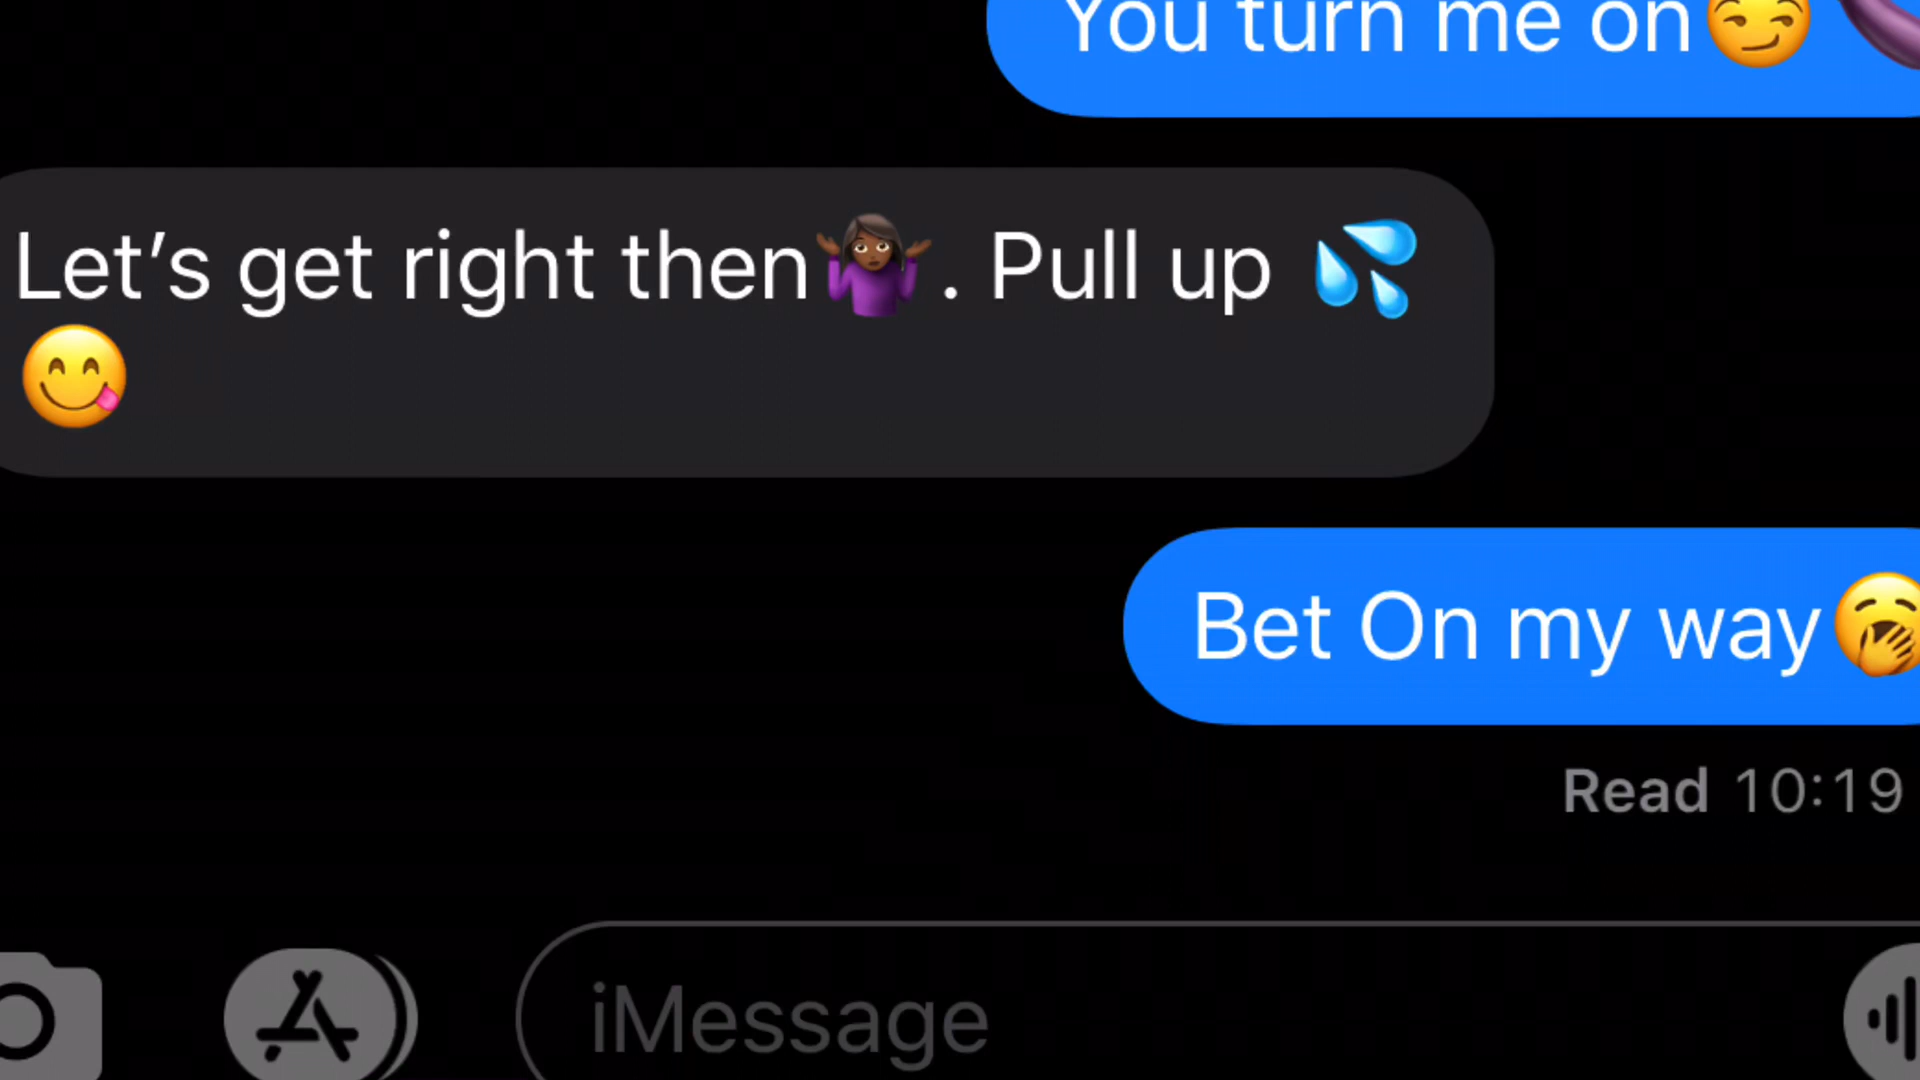 You turn me on😏
Let’s get right then🤷🏾‍♀️. Pull up 💦
😋
Bet On my way🥱
Read 10:19
iMessage